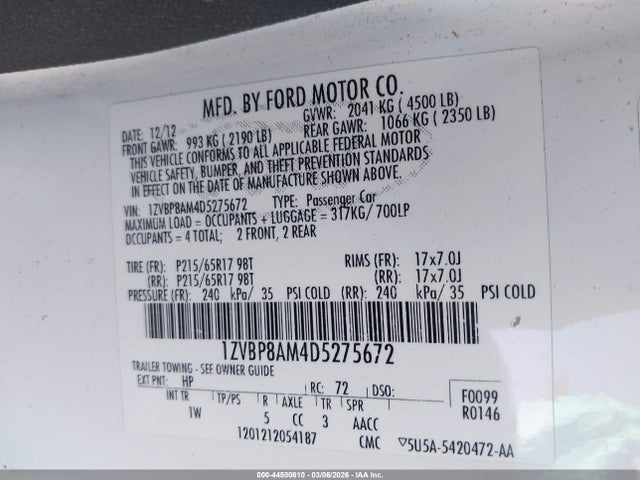 MFD. BY FORD MOTOR CO.
DATE: 12/12 GVWR: 2041 KG ( 4500 LB)
FRONT GAWR: 993 KG ( 2190 LB) REAR GAWR: 1066 KG ( 2350 LB)
THIS VEHICLE CONFORMS TO ALL APPLICABLE FEDERAL MOTOR
VEHICLE SAFETY, BUMPER, AND THEFT PREVENTION STANDARDS
IN EFFECT ON THE DATE OF MANUFACTURE SHOWN ABOVE.
VIN: 1ZVBP8AM4D5275672 TYPE: Passenger Car
MAXIMUM LOAD = OCCUPANTS + LUGGAGE = 317KG/ 700LP
OCCUPANTS = 4 TOTAL; 2 FRONT, 2 REAR
TIRE (FR): P215/65R17 98T RIMS (FR): 17x7.0J
(RR): P215/65R17 98T (RR): 17x7.0J
PRESSURE (FR): 240 kPa/ 35 PSI COLD (RR): 240 kPa/ 35 PSI COLD
1ZVBP8AM4D5275672
TRAILER TOWING - SEE OWNER GUIDE
EXT PNT: HP RC: 72 DSO: F0099
INT TR TP/PS R AXLE TR SPR R0146
1W 5 CC 3 AACC
1201212054187 CMC ▽5U5A-5420472-AA
000-44500610 - 03/06/2026 - IAAI Inc.